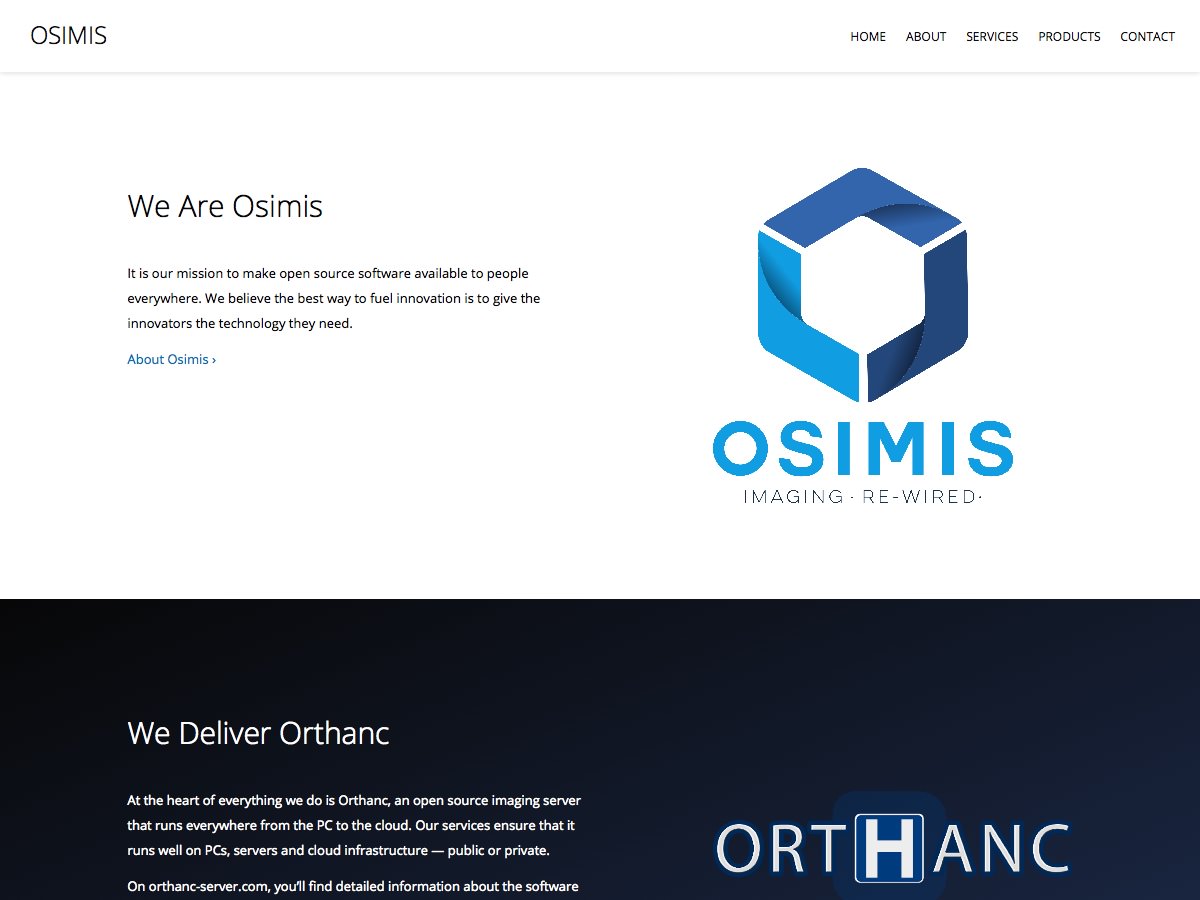 OSIMIS
HOME ABOUT SERVICES PRODUCTS CONTACT
We Are Osimis
It is our mission to make open source software available to people
everywhere. We believe the best way to fuel innovation is to give the
innovators the technology they need.
About Osimis ›
OSIMIS
IMAGING · RE-WIRED·
We Deliver Orthanc
At the heart of everything we do is Orthanc, an open source imaging server
that runs everywhere from the PC to the cloud. Our services ensure that it
runs well on PCs, servers and cloud infrastructure — public or private.
On orthanc-server.com, you’ll find detailed information about the software
ORTHANC